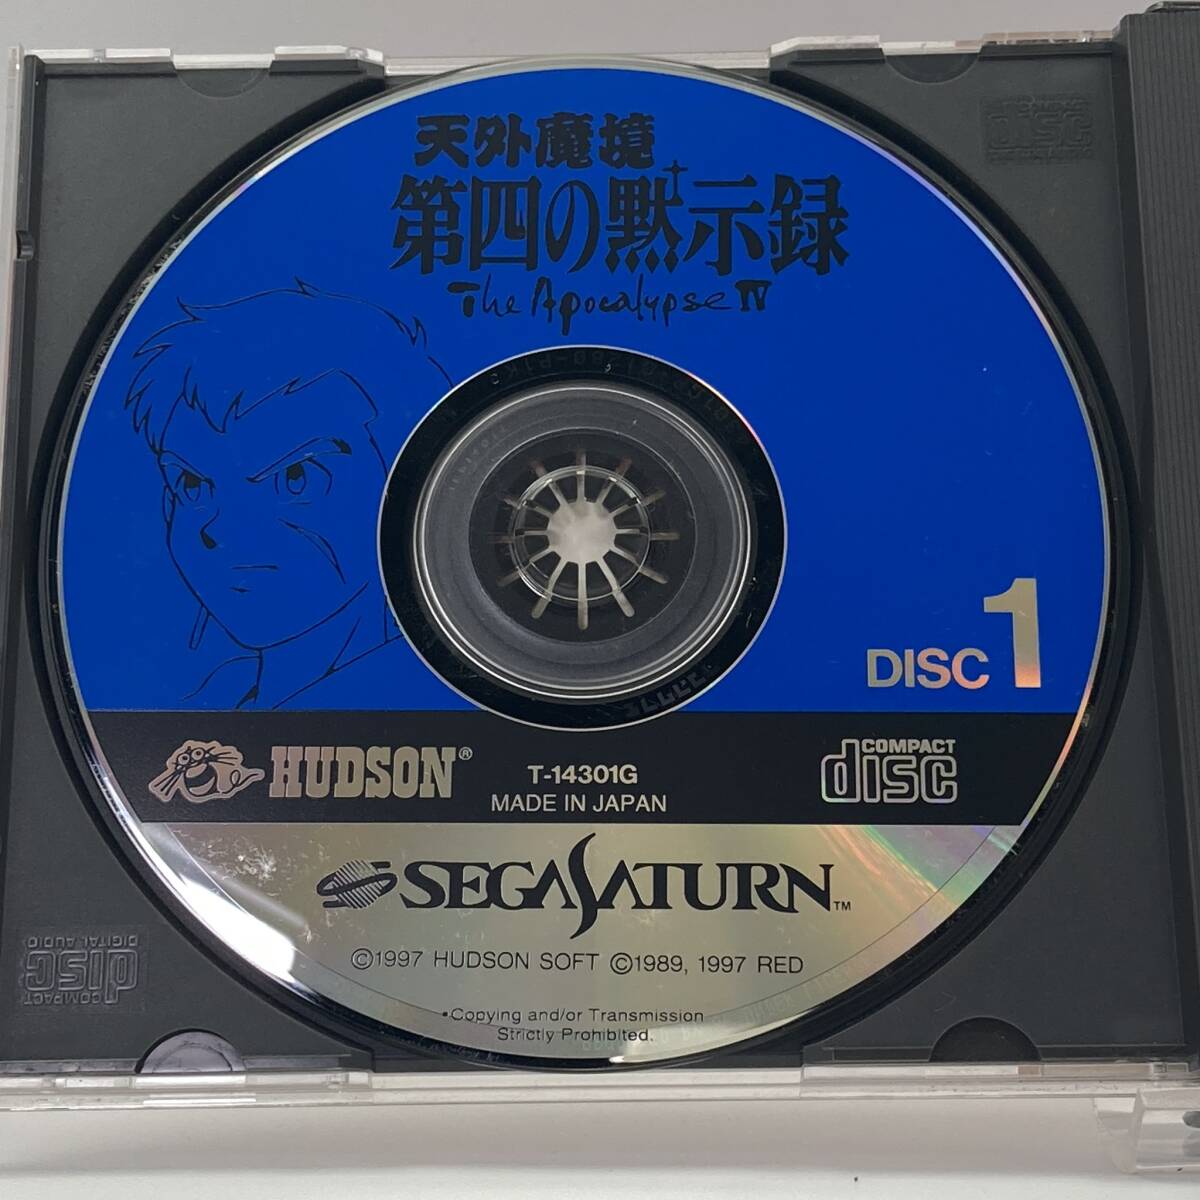 天外魔境
第四の黙示録
The Apocalypse IV
DISC 1
HUDSON®
T-14301G
MADE IN JAPAN
COMPACT
disc
SEGA SATURN™
©1997 HUDSON SOFT ©1989, 1997 RED
•Copying and/or Transmission
Strictly Prohibited.
COMPACT
disc
DIGITAL AUDIO